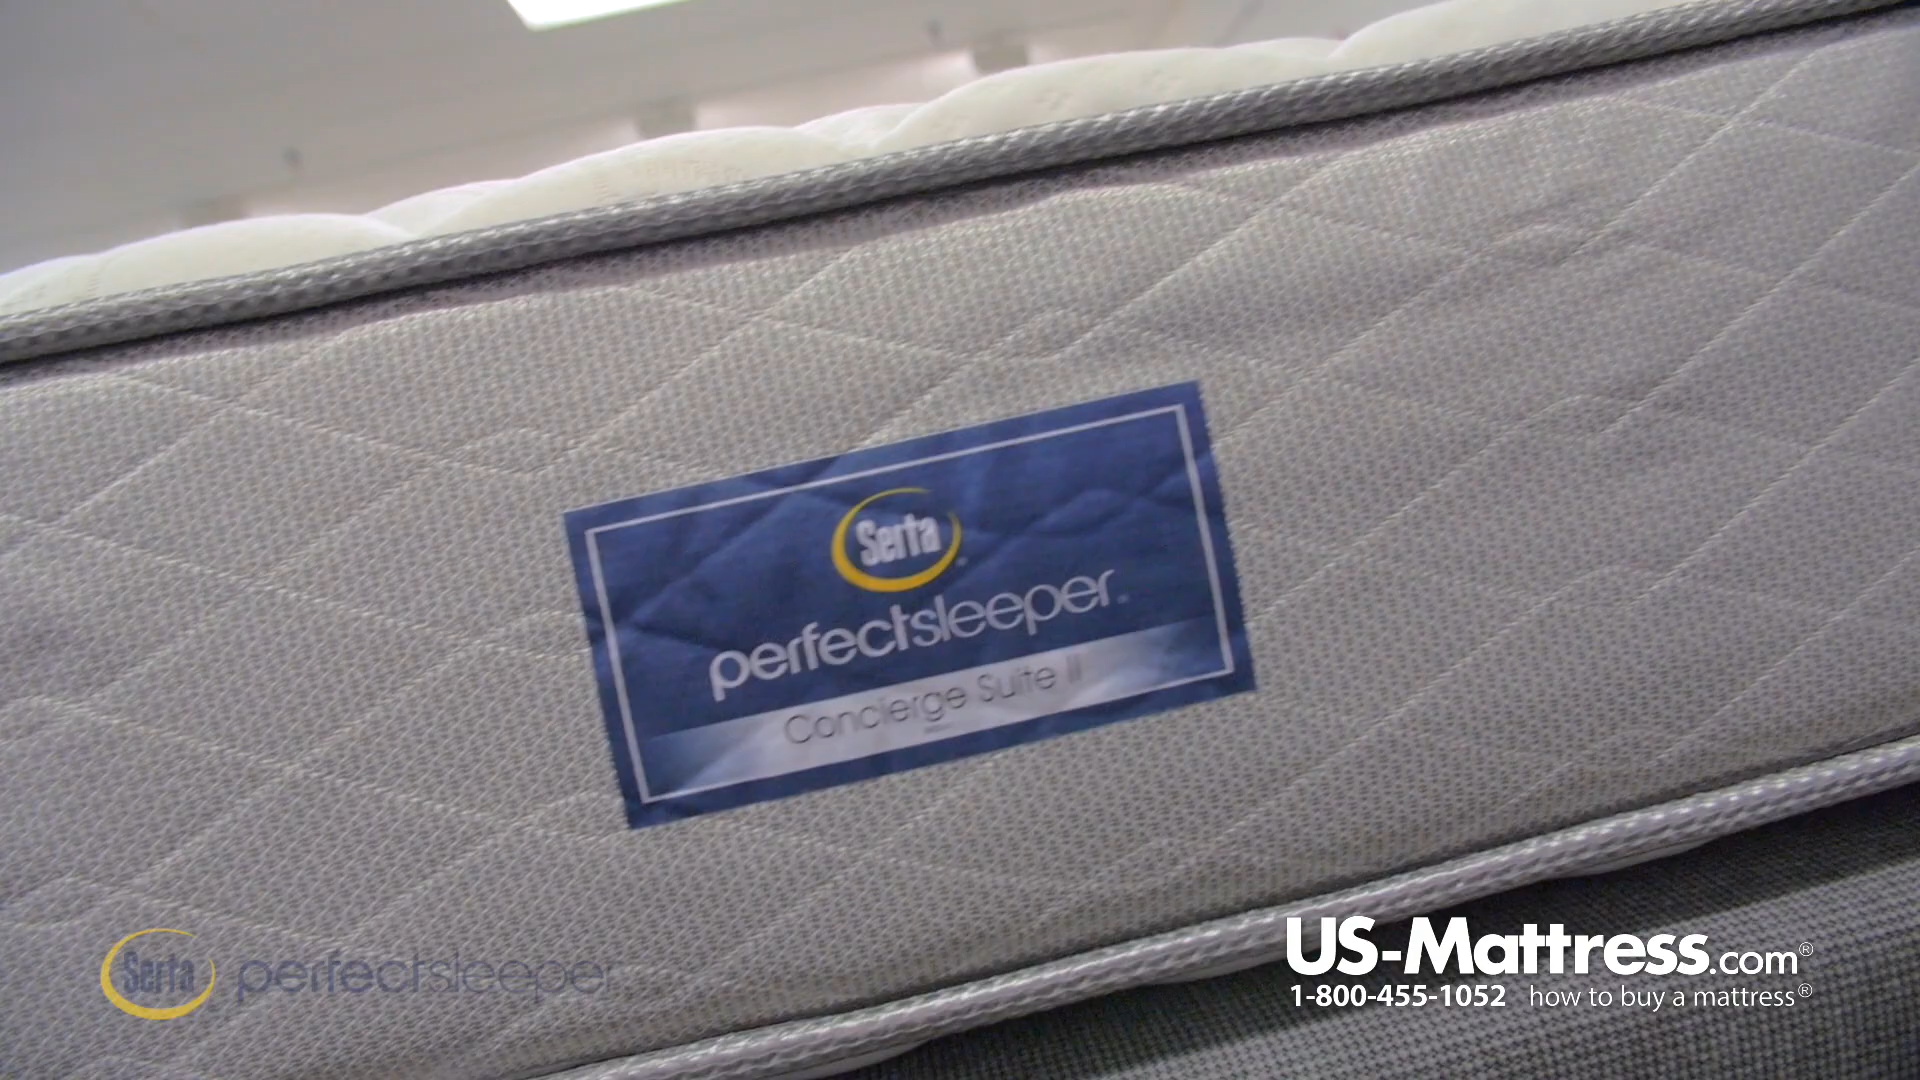 Serta
perfectsleeper
Concierge Suite II
Serta perfectsleeper
US-Mattress.com®
1-800-455-1052 how to buy a mattress®